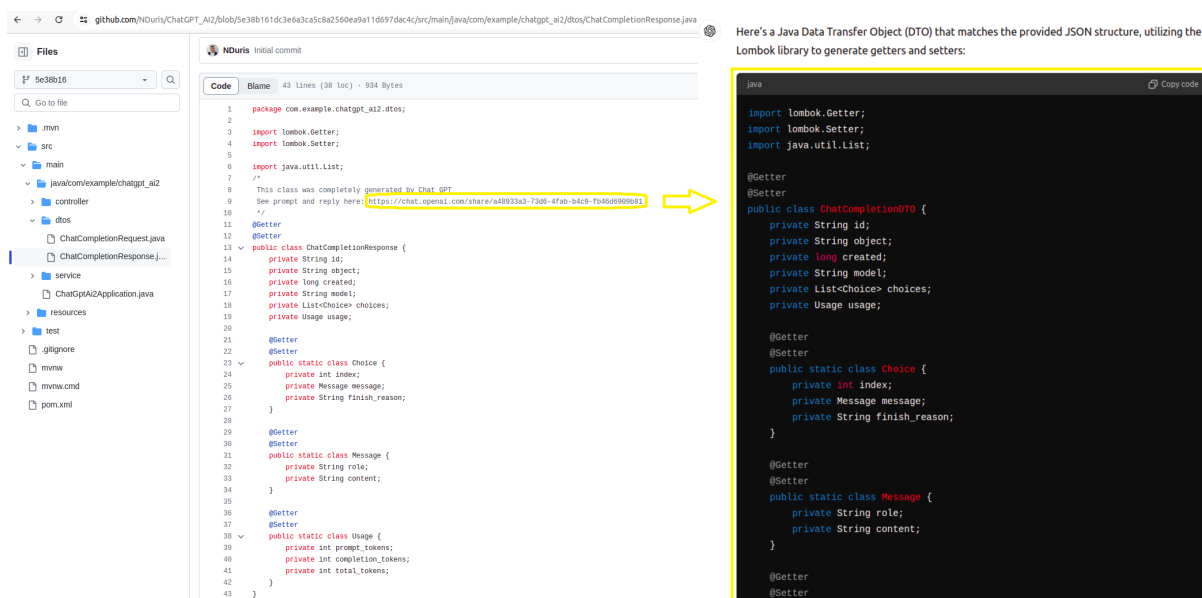 github.com/NDuris/ChatGPT_AI2/blob/5e38b161dc3e6a3ca5c8a2560ea9a11d697dac4c/src/main/java/com/example/chatgpt_ai2/dtos/ChatCompletionResponse.java
Files
5e38b16
Go to file
.mvn
src
main
java/com/example/chatgpt_ai2
controller
dtos
ChatCompletionRequest.java
ChatCompletionResponse.j...
service
ChatGptAi2Application.java
resources
test
.gitignore
mvnw
mvnw.cmd
pom.xml
NDuris Initial commit
Code Blame 43 lines (38 loc) · 934 Bytes
1 package com.example.chatgpt_ai2.dtos;
2
3 import lombok.Getter;
4 import lombok.Setter;
5
6 import java.util.List;
7 /*
8 This class was completely generated by Chat GPT
9 See prompt and reply here: https://chat.openai.com/share/a48933a3-73d6-4fab-b4c9-fb46d6909b81
10 */
11 @Getter
12 @Setter
13 public class ChatCompletionResponse {
14 private String id;
15 private String object;
16 private long created;
17 private String model;
18 private List<Choice> choices;
19 private Usage usage;
20
21 @Getter
22 @Setter
23 public static class Choice {
24 private int index;
25 private Message message;
26 private String finish_reason;
27 }
28
29 @Getter
30 @Setter
31 public static class Message {
32 private String role;
33 private String content;
34 }
35
36 @Getter
37 @Setter
38 public static class Usage {
39 private int prompt_tokens;
40 private int completion_tokens;
41 private int total_tokens;
42 }
43 }
Here's a Java Data Transfer Object (DTO) that matches the provided JSON structure, utilizing the
Lombok library to generate getters and setters:
java Copy code
import lombok.Getter;
import lombok.Setter;
import java.util.List;
@Getter
@Setter
public class ChatCompletionDTO {
private String id;
private String object;
private long created;
private String model;
private List<Choice> choices;
private Usage usage;
@Getter
@Setter
public static class Choice {
private int index;
private Message message;
private String finish_reason;
}
@Getter
@Setter
public static class Message {
private String role;
private String content;
}
@Getter
@Setter